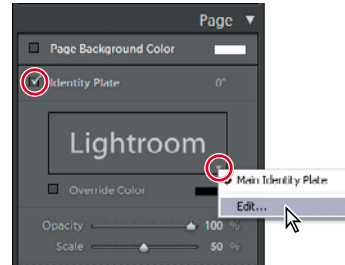 Page
Page Background Color
Identity Plate 0°
Lightroom
Main Identity Plate
Override Color
Edit...
Opacity 100 %
Scale 50 %